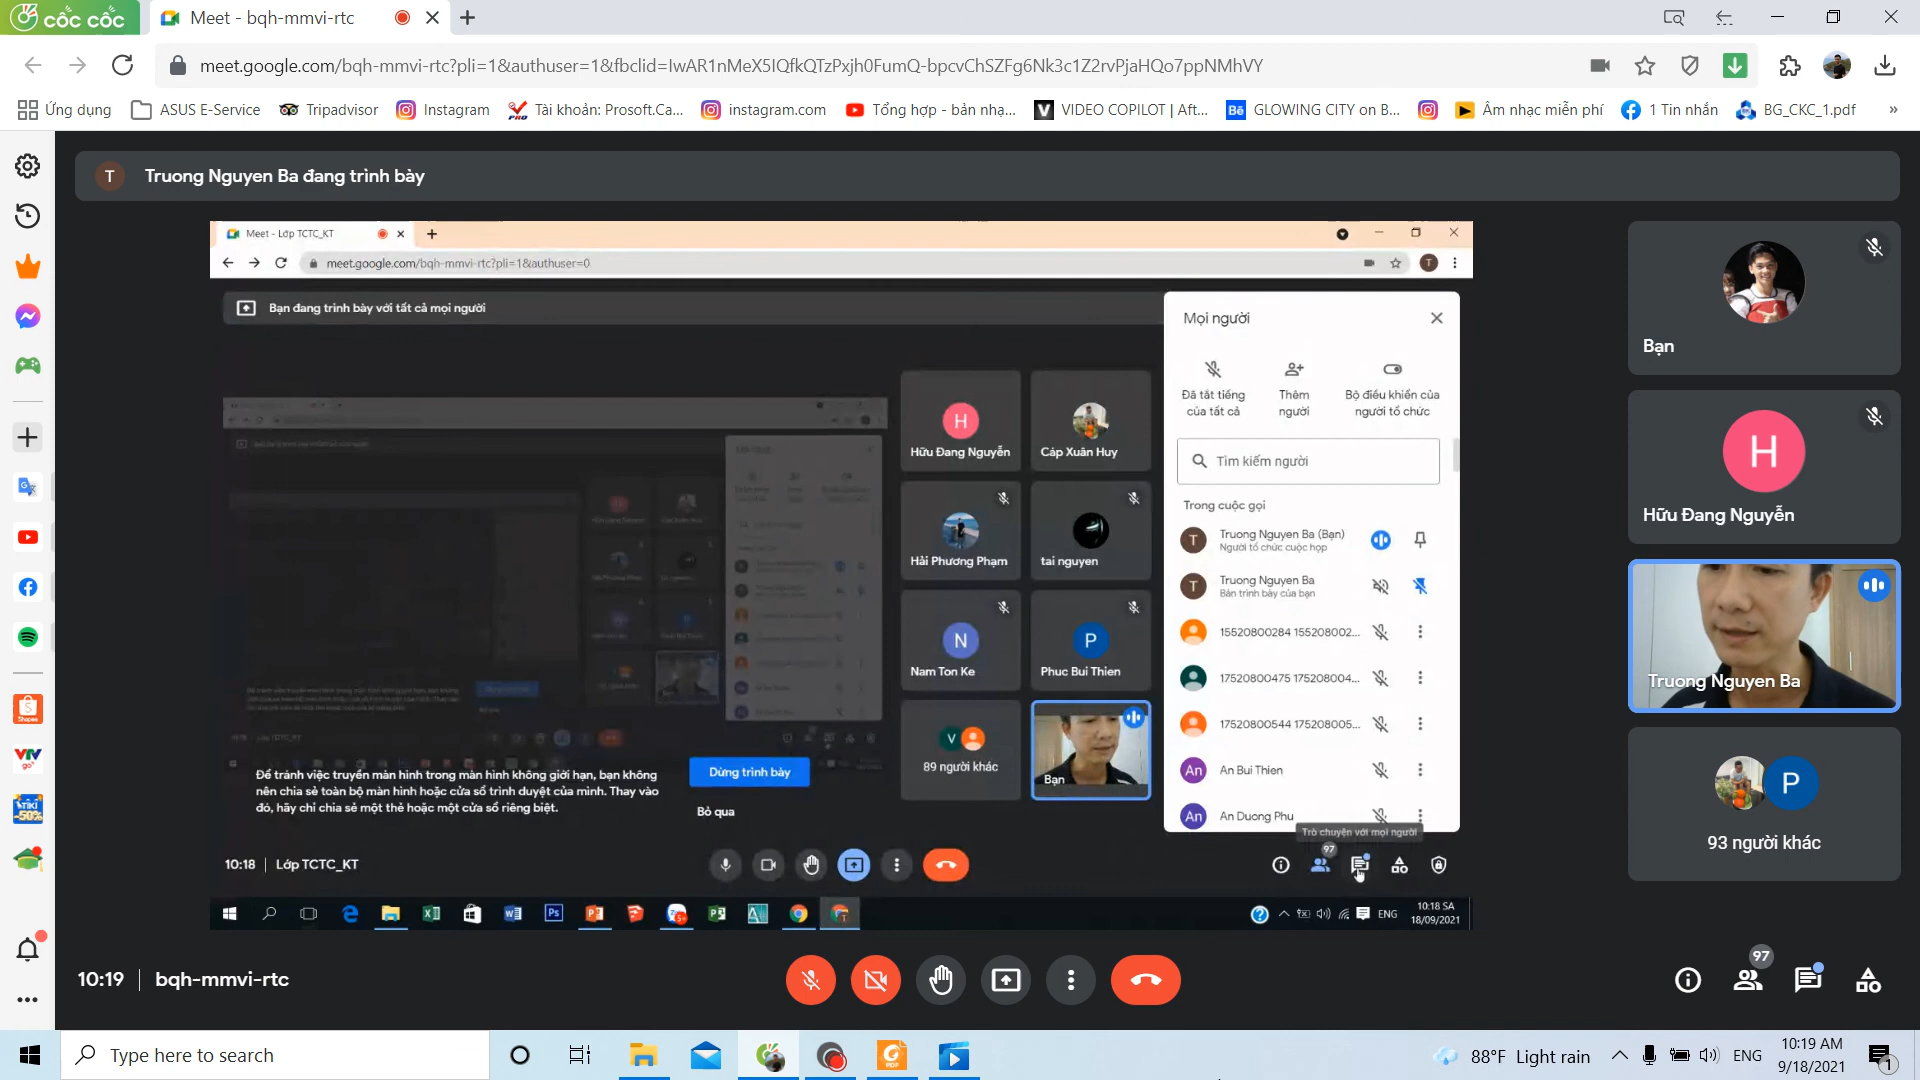 cốc cốc
Meet - bqh-mmvi-rtc
meet.google.com/bqh-mmvi-rtc?pli=1&authuser=1&fbclid=IwAR1nMeX5IQfkQTzPxjh0FumQ-bpcvChSZFg6Nk3c1Z2rvPjaHQo7ppNMhVY
Ứng dụng
ASUS E-Service
Tripadvisor
Instagram
Tài khoản: Prosoft.Ca...
instagram.com
Tổng hợp - bản nhạ...
VIDEO COPILOT | Aft...
GLOWING CITY on B...
Âm nhạc miễn phí
1 Tin nhắn
BG_CKC_1.pdf
T
Truong Nguyen Ba đang trình bày
Meet - Lớp TCTC_KT
meet.google.com/bqh-mmvi-rtc?pli=1&authuser=0
T
Bạn đang trình bày với tất cả mọi người
Mọi người
Đã tắt tiếng của tất cả
Thêm người
Bộ điều khiển của người tổ chức
Tìm kiếm người
Trong cuộc gọi
Truong Nguyen Ba (Bạn)
Người tổ chức cuộc họp
Truong Nguyen Ba
Bản trình bày của bạn
15520800284 155208002...
17520800475 175208004...
17520800544 175208005...
An Bui Thien
An Duong Phu
Trò chuyện với mọi người
H
Hữu Đang Nguyễn
Cáp Xuân Huy
Hải Phương Phạm
tai nguyen
N
Nam Ton Ke
P
Phuc Bui Thien
V
89 người khác
Bạn
Để tránh việc truyền màn hình trong màn hình không giới hạn, bạn không
nên chia sẻ toàn bộ màn hình hoặc cửa sổ trình duyệt của mình. Thay vào
đó, hãy chỉ chia sẻ một thẻ hoặc một cửa sổ riêng biệt.
Dừng trình bày
Bỏ qua
10:18 | Lớp TCTC_KT
97
ENG
10:18 SA
18/09/2021
Bạn
H
Hữu Đang Nguyễn
Truong Nguyen Ba
P
93 người khác
10:19 | bqh-mmvi-rtc
97
Type here to search
88°F Light rain
ENG
10:19 AM
9/18/2021
1